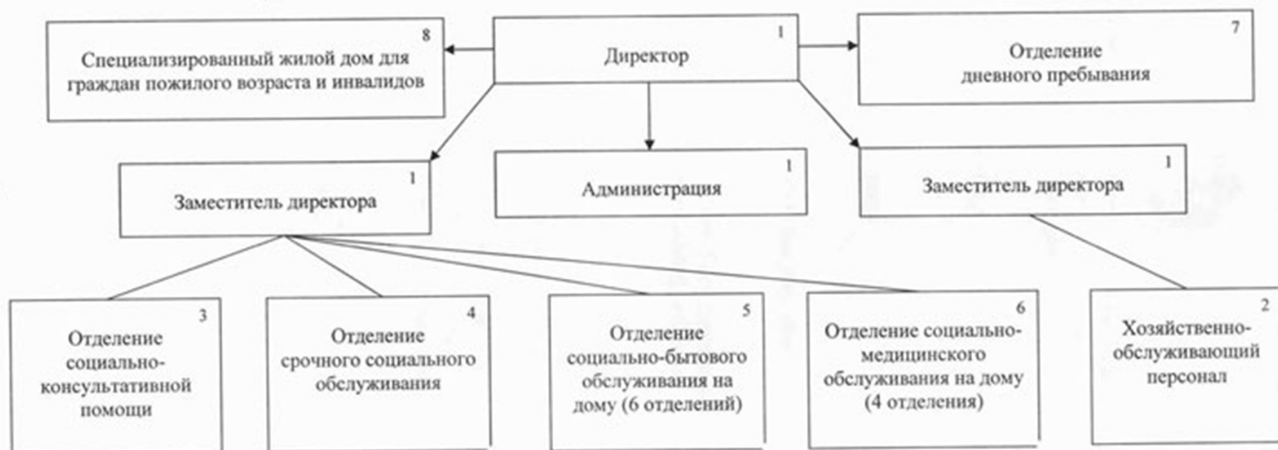 8
Специализированный жилой дом для
граждан пожилого возраста и инвалидов
1
Директор
7
Отделение
дневного пребывания
1
Заместитель директора
1
Администрация
1
Заместитель директора
3
Отделение
социально-
консультативной
помощи
4
Отделение
срочного социального
обслуживания
5
Отделение
социально-бытового
обслуживания на
дому (6 отделений)
6
Отделение социально-
медицинского
обслуживания на дому
(4 отделения)
2
Хозяйственно-
обслуживающий
персонал